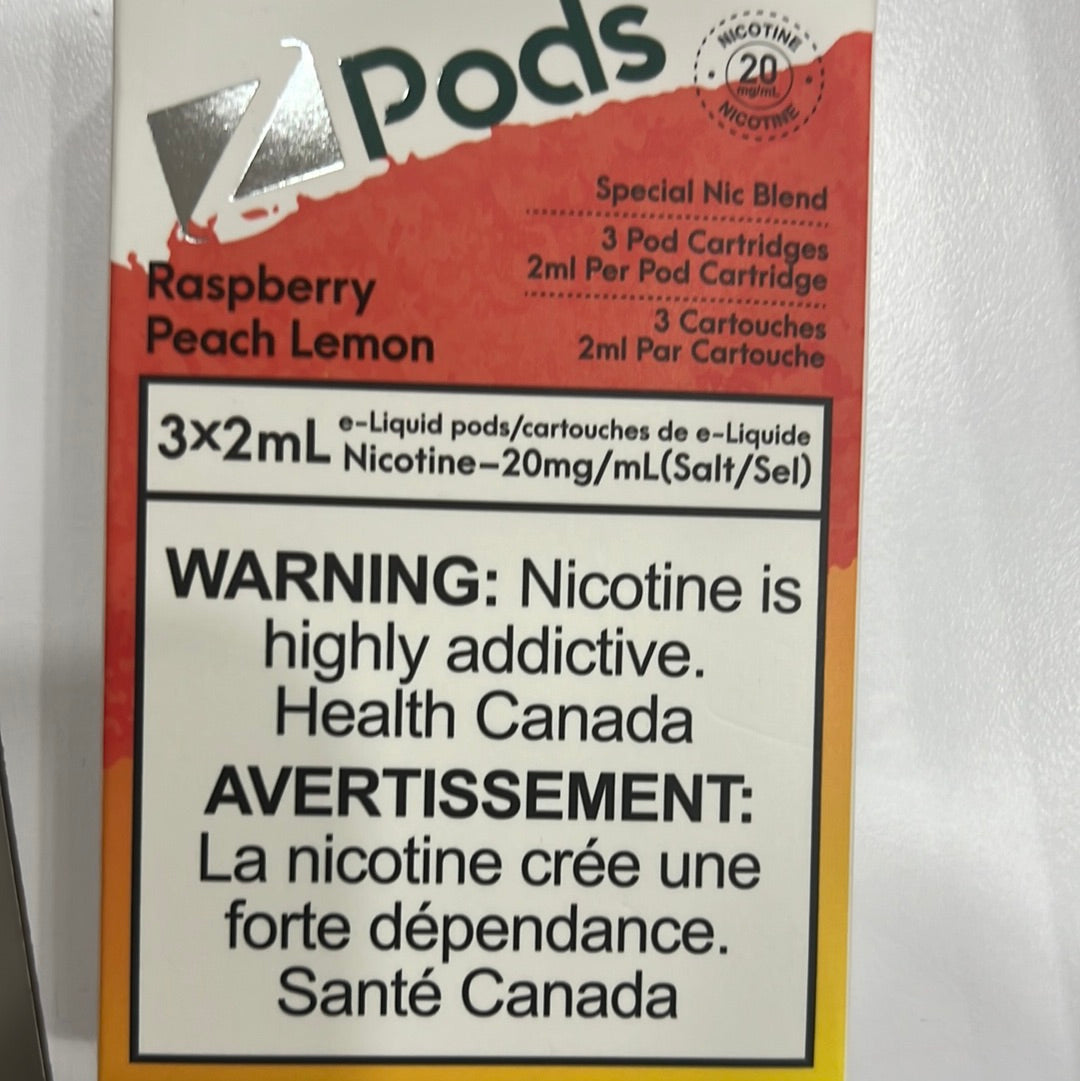 Z Pods
NICOTINE
20
mg/mL
NICOTINE
Special Nic Blend
3 Pod Cartridges
2ml Per Pod Cartridge
3 Cartouches
2ml Par Cartouche
Raspberry
Peach Lemon
3x2mL
e-Liquid pods/cartouches de e-Liquide
Nicotine-20mg/mL(Salt/Sel)
WARNING: Nicotine is
highly addictive.
Health Canada
AVERTISSEMENT:
La nicotine crée une
forte dépendance.
Santé Canada